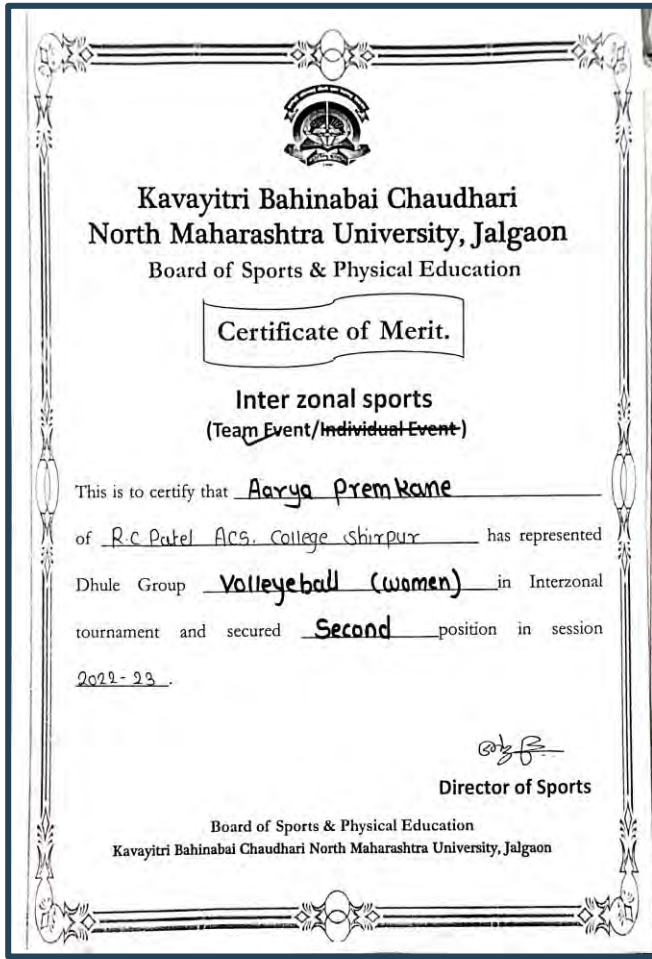 Kavayitri Bahinabai Chaudhari
North Maharashtra University, Jalgaon
Board of Sports & Physical Education
Certificate of Merit.
Inter zonal sports
(Team Event/Individual Event)
This is to certify that Aarya Premkane
of R.C Patel ACS. College Shirpur has represented
Dhule Group Volleyeball (women) in Interzonal
tournament and secured Second position in session
2022-23.
Director of Sports
Board of Sports & Physical Education
Kavayitri Bahinabai Chaudhari North Maharashtra University, Jalgaon